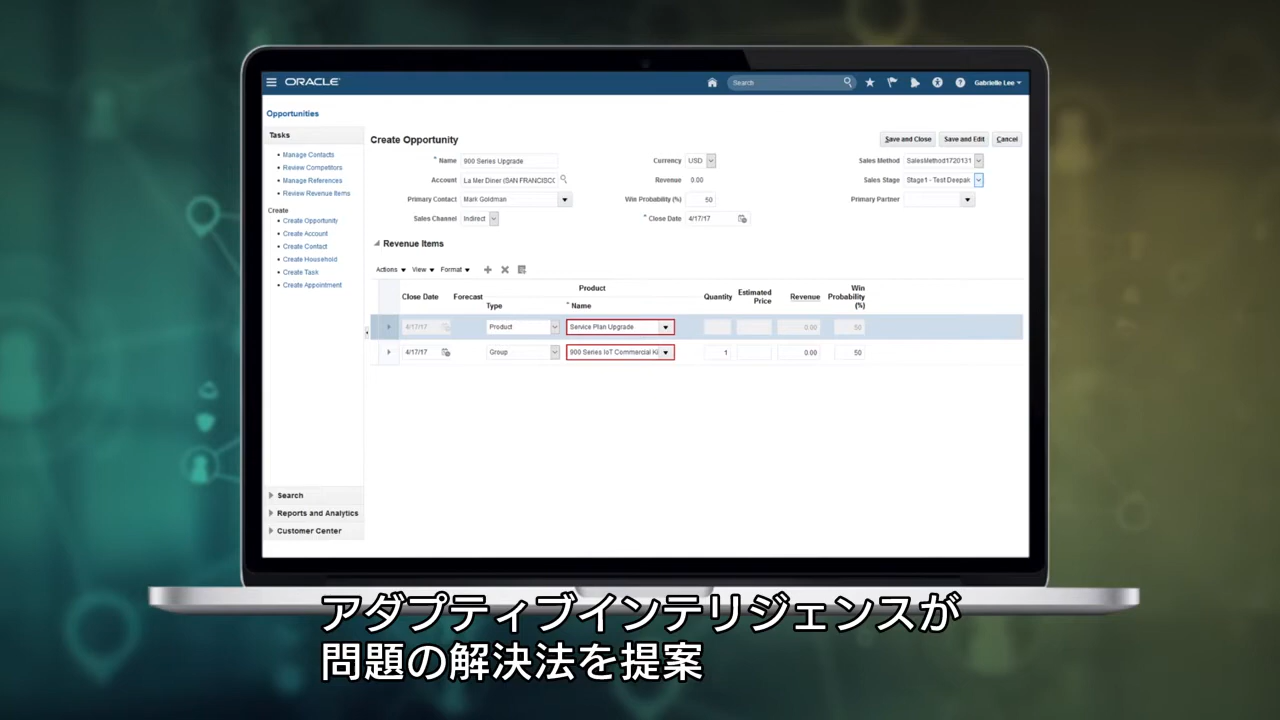 ORACLE
Search
Gabrielle Lee
Opportunities
Tasks
Manage Contacts
Review Competitors
Manage References
Review Revenue Items
Create
Create Opportunity
Create Account
Create Contact
Create Household
Create Task
Create Appointment
Search
Reports and Analytics
Customer Center
Create Opportunity
Save and Close
Save and Edit
Cancel
* Name 900 Series Upgrade
Currency USD
Sales Method SalesMethod1720131
Account La Mer Diner (SAN FRANCISCO
Revenue 0.00
Sales Stage Stage1 - Test Deepak
Primary Contact Mark Goldman
Win Probability (%) 50
Primary Partner
Sales Channel Indirect
* Close Date 4/17/17
Revenue Items
Actions View Format
Product
Close Date Forecast Type * Name Quantity Estimated Price Revenue Win Probability (%)
4/17/17 Product Service Plan Upgrade 0.00 50
4/17/17 Group 900 Series IoT Commercial Ki 1 0.00 50
アダプティブインテリジェンスが
問題の解決法を提案